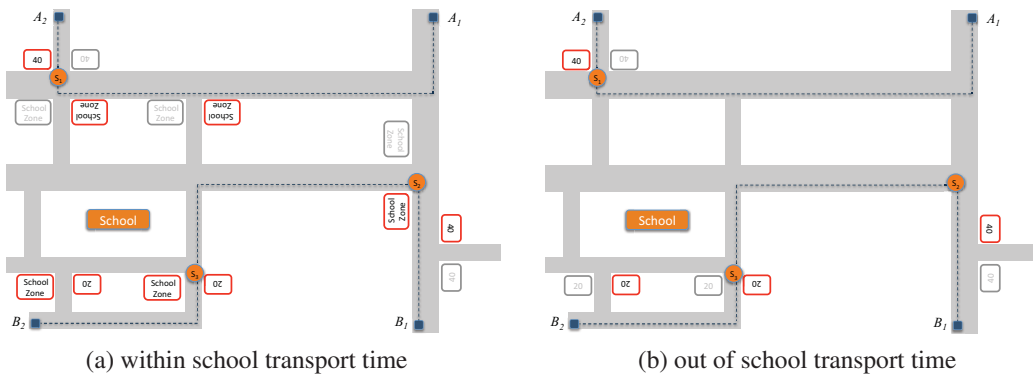 A2
A1
40
40
S1
School
Zone
School
Zone
School
Zone
School
Zone
School
Zone
S2
School
Zone
School
40
40
School
Zone
20
School
Zone
S3
20
B2
B1
(a) within school transport time
A2
A1
40
40
S1
S2
School
40
40
20
20
20
S3
20
B2
B1
(b) out of school transport time